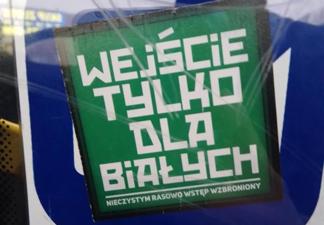 WEJŚCIE
TYLKO
DLA
BIAŁYCH
NIECZYSTYM RASOWO WSTĘP WZBRONIONY